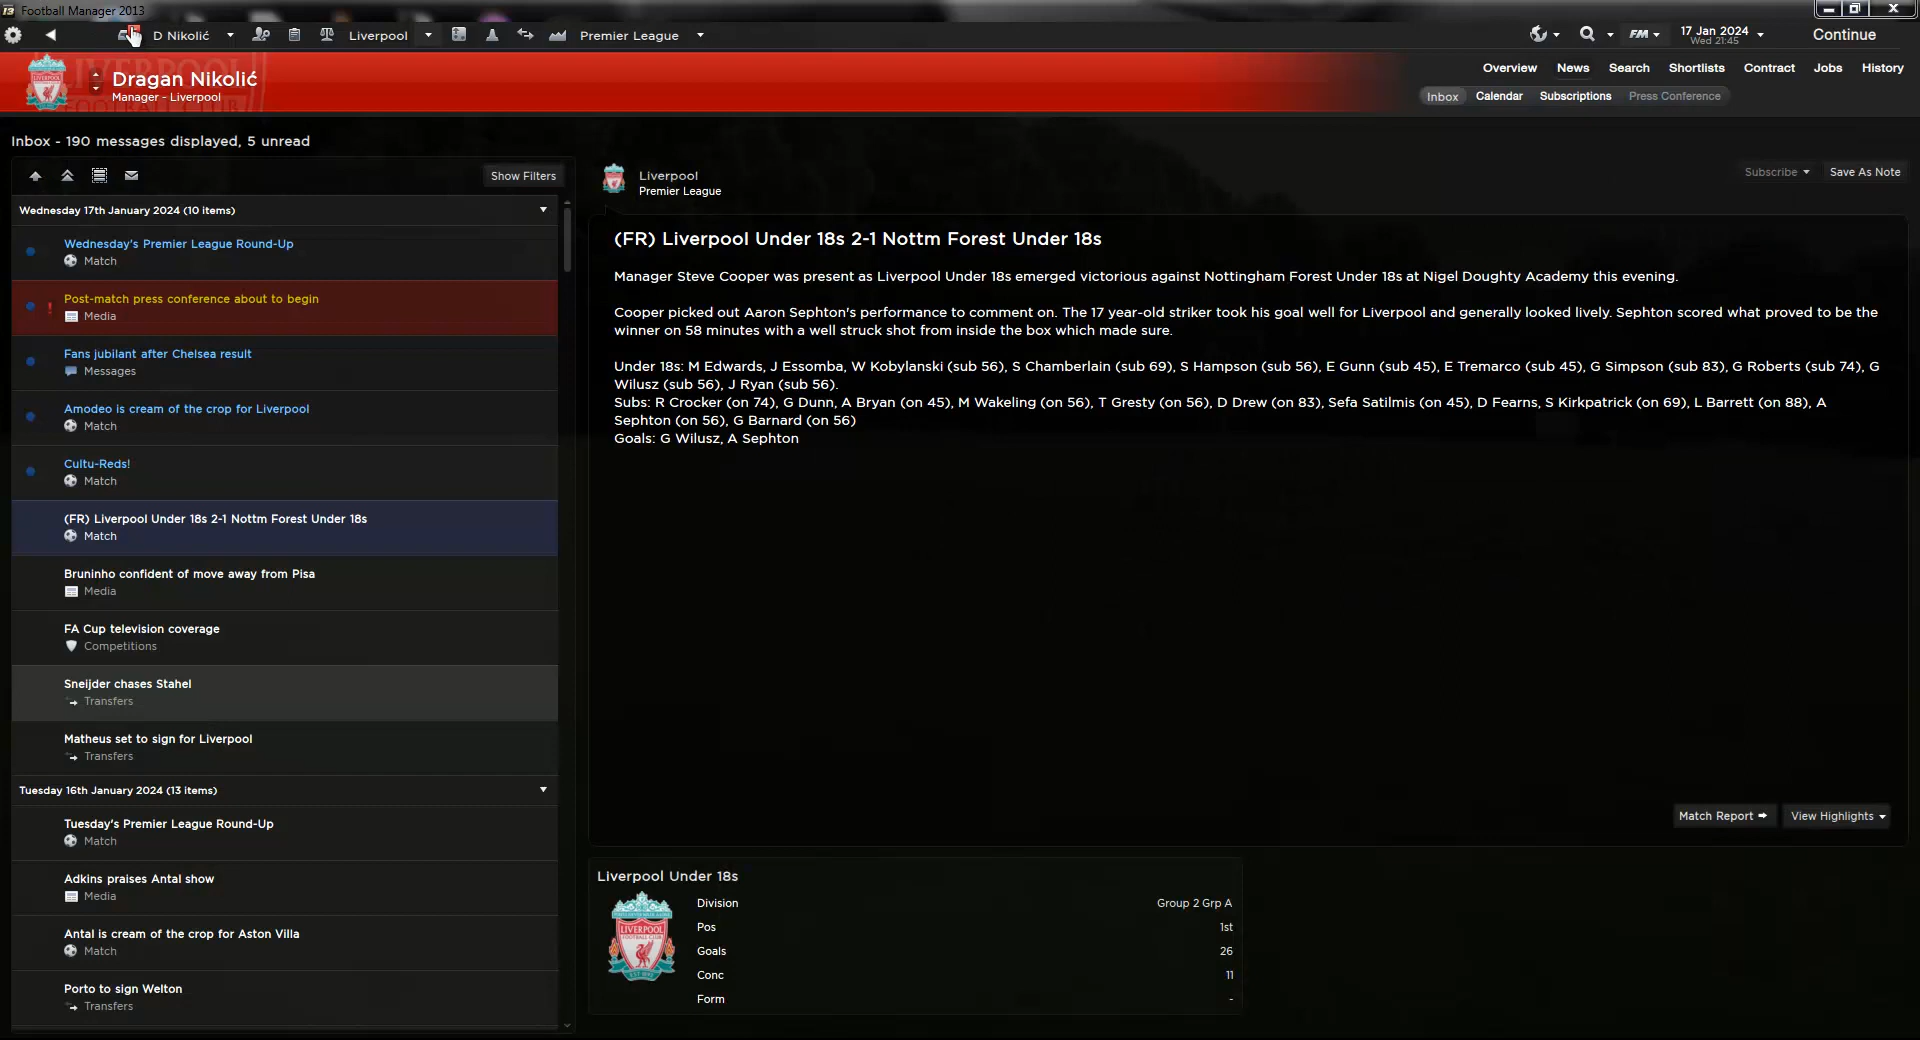 Football Manager 2013
D Nikolić
Liverpool
Premier League
FM
17 Jan 2024
Wed 21:45
Continue
Dragan Nikolić
Manager - Liverpool
Overview News Search Shortlists Contract Jobs History
Inbox Calendar Subscriptions Press Conference
Inbox - 190 messages displayed, 5 unread
Show Filters
Wednesday 17th January 2024 (10 items)
Wednesday's Premier League Round-Up
Match
Post-match press conference about to begin
Media
Fans jubilant after Chelsea result
Messages
Amodeo is cream of the crop for Liverpool
Match
Cultu-Reds!
Match
(FR) Liverpool Under 18s 2-1 Nottm Forest Under 18s
Match
Bruninho confident of move away from Pisa
Media
FA Cup television coverage
Competitions
Sneijder chases Stahel
Transfers
Matheus set to sign for Liverpool
Transfers
Tuesday 16th January 2024 (13 items)
Tuesday's Premier League Round-Up
Match
Adkins praises Antal show
Media
Antal is cream of the crop for Aston Villa
Match
Porto to sign Welton
Transfers
Liverpool
Premier League
Subscribe
Save As Note
(FR) Liverpool Under 18s 2-1 Nottm Forest Under 18s
Manager Steve Cooper was present as Liverpool Under 18s emerged victorious against Nottingham Forest Under 18s at Nigel Doughty Academy this evening.
Cooper picked out Aaron Sephton's performance to comment on. The 17 year-old striker took his goal well for Liverpool and generally looked lively. Sephton scored what proved to be the
winner on 58 minutes with a well struck shot from inside the box which made sure.
Under 18s: M Edwards, J Essomba, W Kobylanski (sub 56), S Chamberlain (sub 69), S Hampson (sub 56), E Gunn (sub 45), E Tremarco (sub 45), G Simpson (sub 83), G Roberts (sub 74), G
Wilusz (sub 56), J Ryan (sub 56).
Subs: R Crocker (on 74), G Dunn, A Bryan (on 45), M Wakeling (on 56), T Gresty (on 56), D Drew (on 83), Sefa Satilmis (on 45), D Fearns, S Kirkpatrick (on 69), L Barrett (on 88), A
Sephton (on 56), G Barnard (on 56)
Goals: G Wilusz, A Sephton
Match Report
View Highlights
Liverpool Under 18s
Division Group 2 Grp A
Pos 1st
Goals 26
Conc 11
Form -